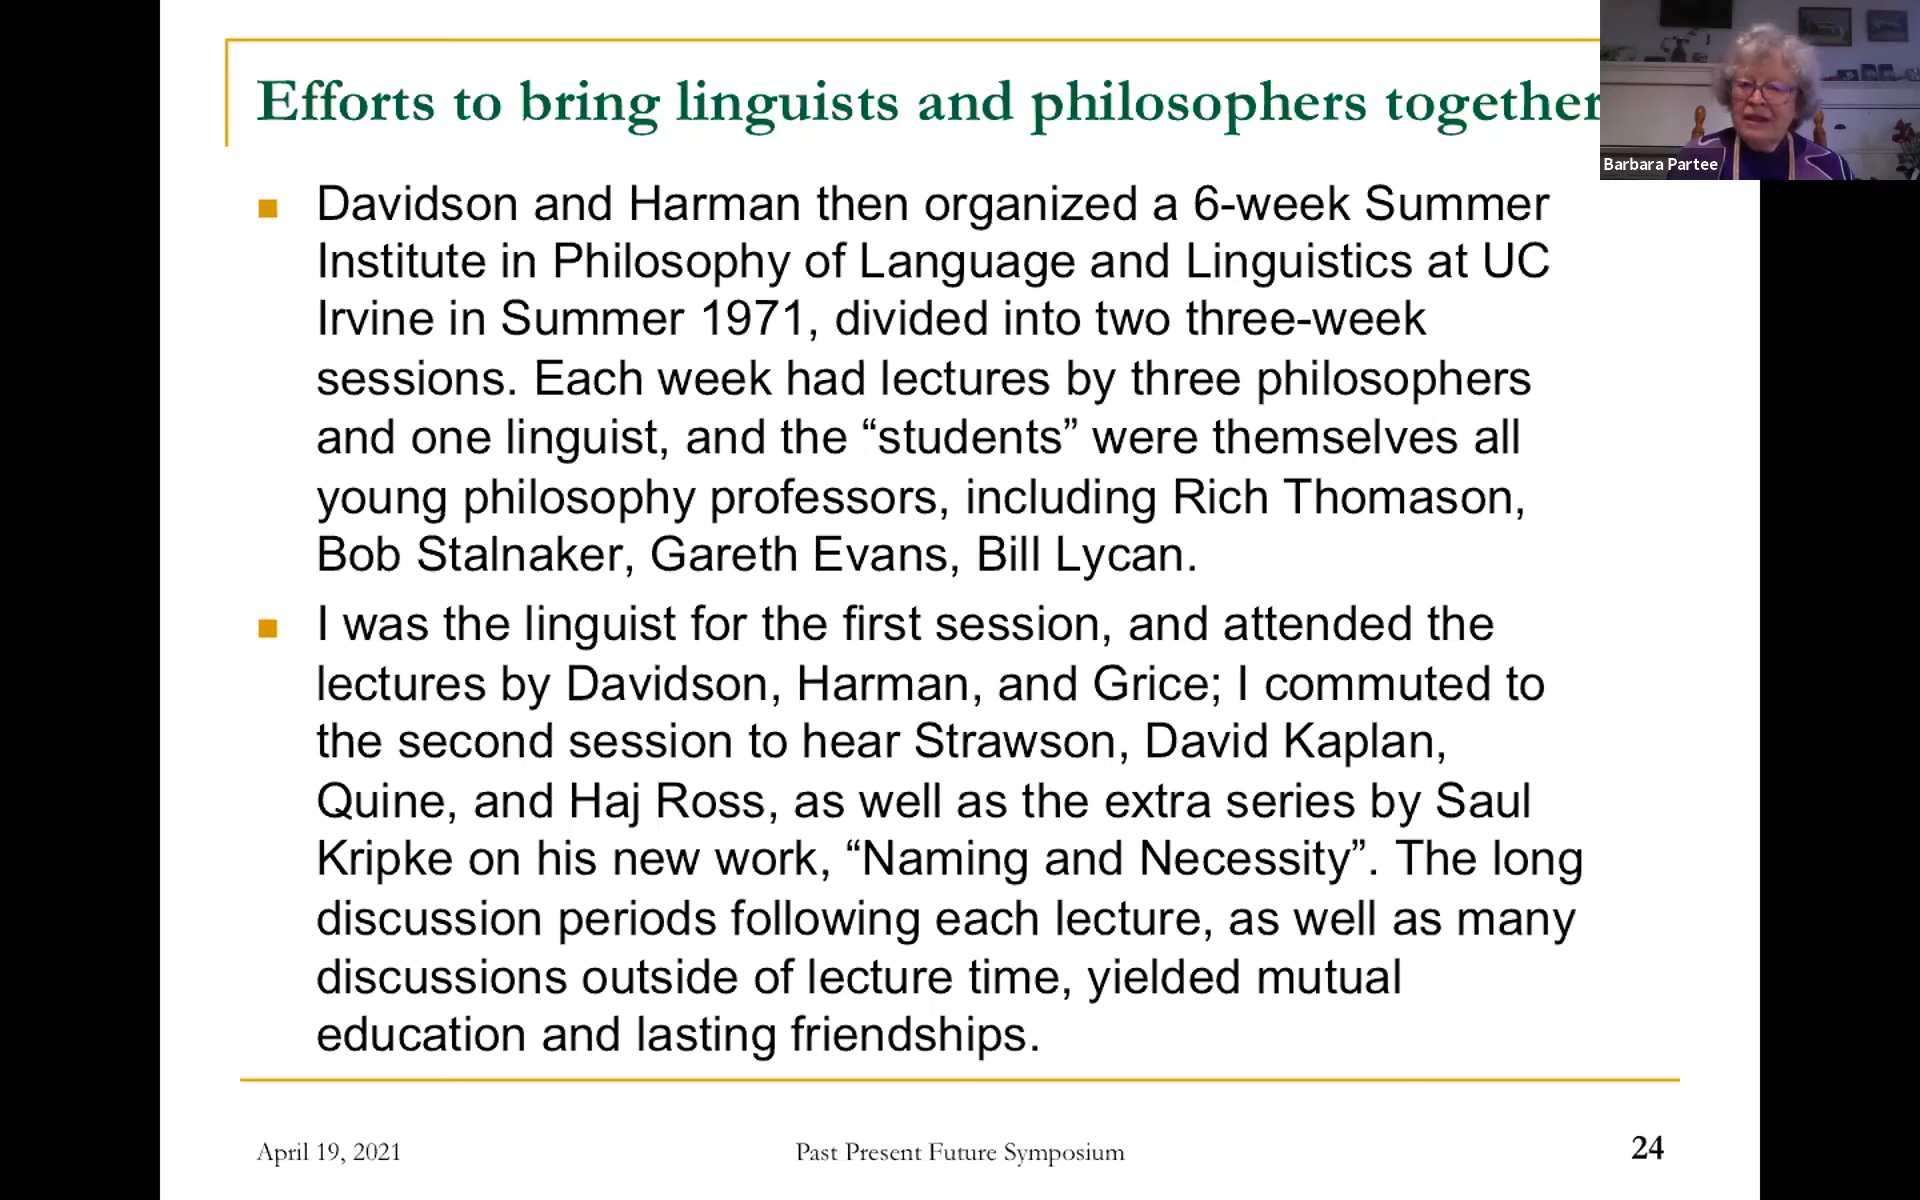 Efforts to bring linguists and philosophers together
Barbara Partee
Davidson and Harman then organized a 6-week Summer
Institute in Philosophy of Language and Linguistics at UC
Irvine in Summer 1971, divided into two three-week
sessions. Each week had lectures by three philosophers
and one linguist, and the “students” were themselves all
young philosophy professors, including Rich Thomason,
Bob Stalnaker, Gareth Evans, Bill Lycan.
I was the linguist for the first session, and attended the
lectures by Davidson, Harman, and Grice; I commuted to
the second session to hear Strawson, David Kaplan,
Quine, and Haj Ross, as well as the extra series by Saul
Kripke on his new work, “Naming and Necessity”. The long
discussion periods following each lecture, as well as many
discussions outside of lecture time, yielded mutual
education and lasting friendships.
April 19, 2021
Past Present Future Symposium
24